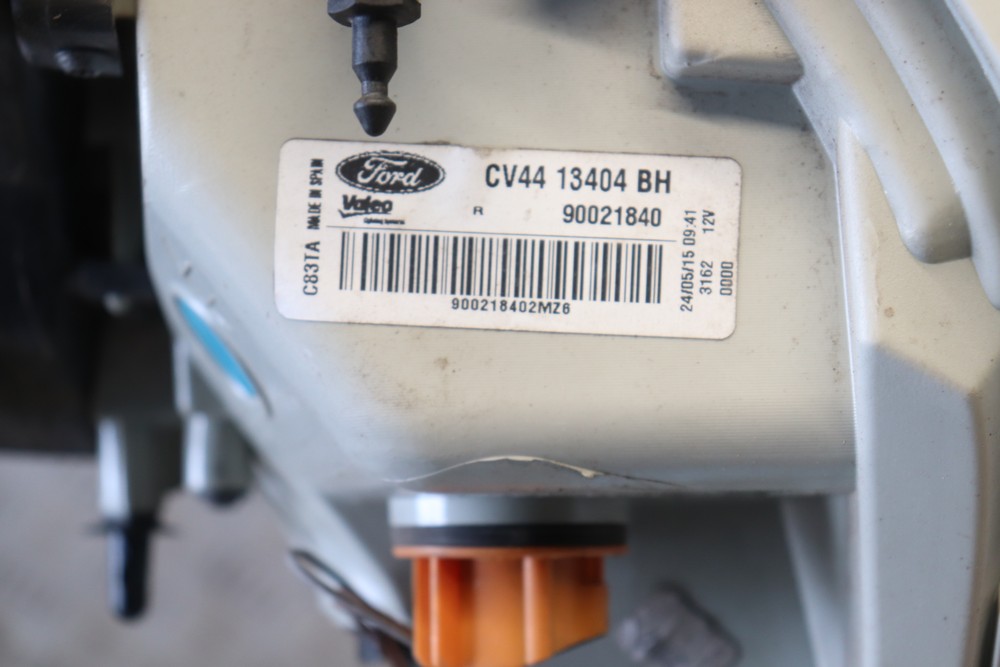 Ford
CV44 13404 BH
Valeo
R
90021840
900218402MZ6
C83TA MADE IN SPAIN
24/05/15 09:41
3162 12V
0000